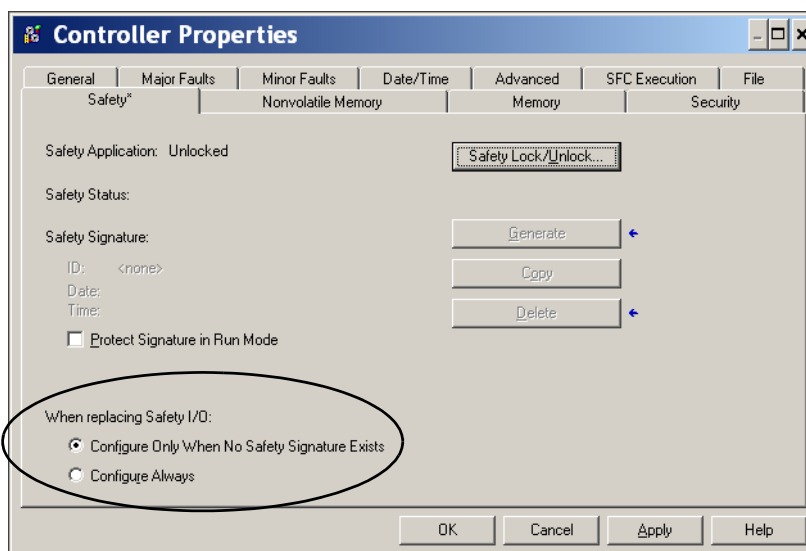 Controller Properties
General Major Faults Minor Faults Date/Time Advanced SFC Execution File
Safety* Nonvolatile Memory Memory Security
Safety Application: Unlocked Safety Lock/Unlock...
Safety Status:
Safety Signature: Generate
ID: <none> Copy
Date:
Time: Delete
Protect Signature in Run Mode
When replacing Safety I/O:
Configure Only When No Safety Signature Exists
Configure Always
OK Cancel Apply Help